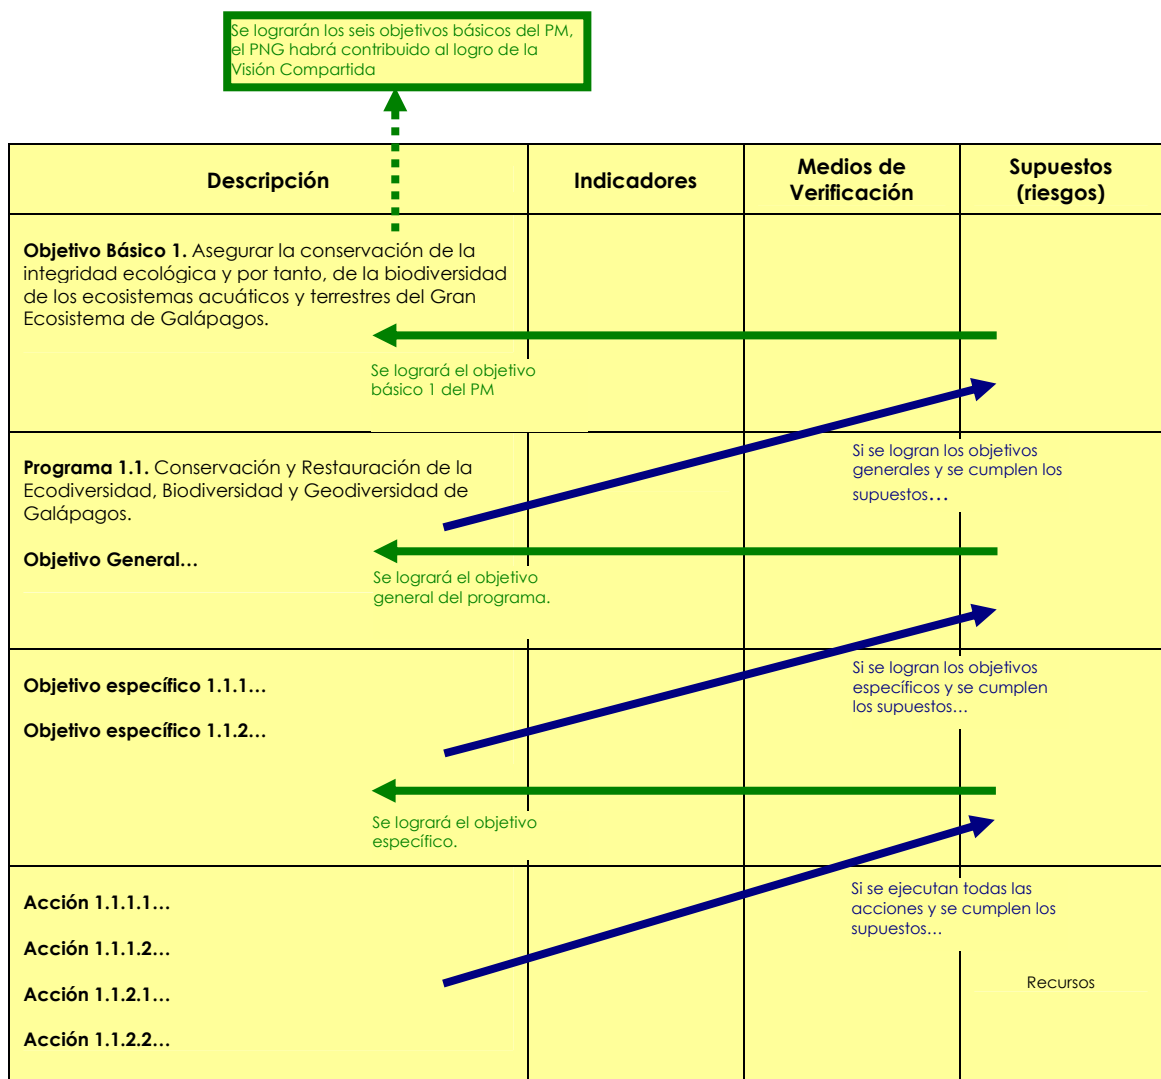 Se lograrán los seis objetivos básicos del PM,
el PNG habrá contribuido al logro de la
Visión Compartida
Descripción
Indicadores
Medios de
Verificación
Supuestos
(riesgos)
Objetivo Básico 1. Asegurar la conservación de la
integridad ecológica y por tanto, de la biodiversidad
de los ecosistemas acuáticos y terrestres del Gran
Ecosistema de Galápagos.
Se logrará el objetivo
básico 1 del PM
Programa 1.1. Conservación y Restauración de la
Ecodiversidad, Biodiversidad y Geodiversidad de
Galápagos.
Objetivo General…
Si se logran los objetivos
generales y se cumplen los
supuestos…
Se logrará el objetivo
general del programa.
Objetivo específico 1.1.1…
Objetivo específico 1.1.2…
Si se logran los objetivos
específicos y se cumplen
los supuestos…
Se logrará el objetivo
específico.
Acción 1.1.1.1…
Acción 1.1.1.2…
Acción 1.1.2.1…
Acción 1.1.2.2…
Si se ejecutan todas las
acciones y se cumplen los
supuestos…
Recursos